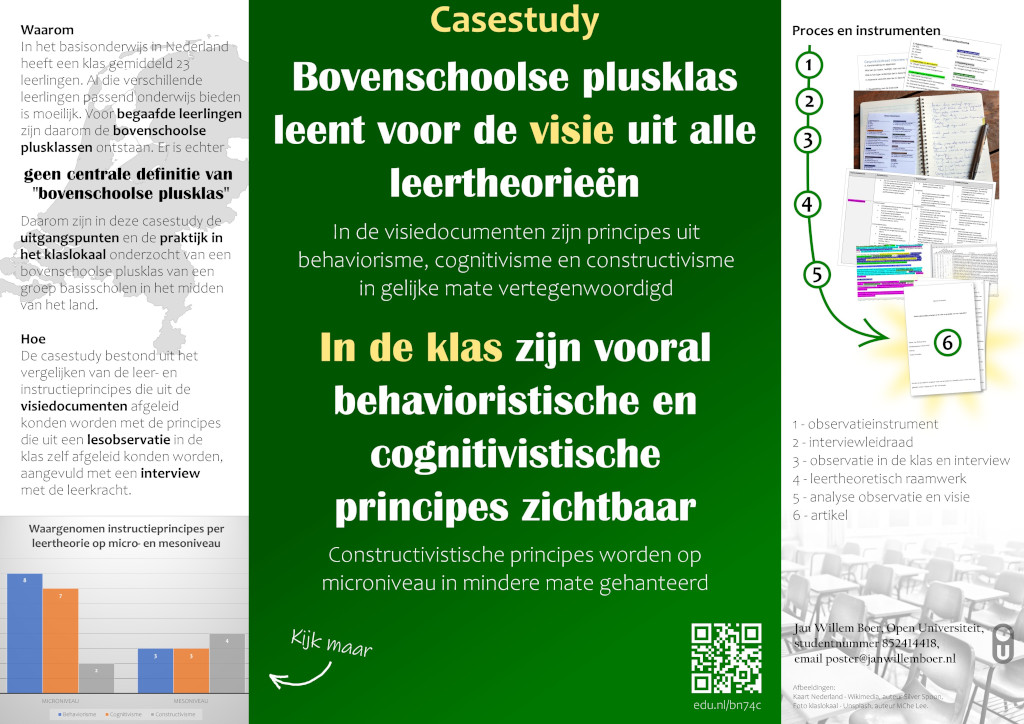 Waarom
In het basisonderwijs in Nederland
heeft een klas gemiddeld 23
leerlingen. Al die verschillende
leerlingen passend onderwijs bieden
is moeilijk. Voor begaafde leerlingen
zijn daarom de bovenschoolse
plusklassen ontstaan. Er is echter
geen centrale definitie van
"bovenschoolse plusklas"
Daarom zijn in deze casestudy de
uitgangspunten en de praktijk in
het klaslokaal onderzocht van een
bovenschoolse plusklas van een
groep basisscholen in het midden
van het land.
Hoe
De casestudy bestond uit het
vergelijken van de leer- en
instructieprincipes die uit de
visiedocumenten afgeleid
konden worden met de principes
die uit een lesobservatie in de
klas zelf afgeleid konden worden,
aangevuld met een interview
met de leerkracht.
Waargenomen instructieprincipes per
leertheorie op micro- en mesoniveau
8
7
3
3
4
MICRONIVEAU
MESONIVEAU
Behaviorisme
Cognitivisme
Constructivisme
Casestudy
Bovenschoolse plusklas
leent voor de visie uit alle
leertheorieën
In de visiedocumenten zijn principes uit
behaviorisme, cognitivisme en constructivisme
in gelijke mate vertegenwoordigd
In de klas zijn vooral
behavioristische en
cognitivistische
principes zichtbaar
Constructivistische principes worden op
microniveau in mindere mate gehanteerd
Kijk maar
edu.nl/bn74c
Proces en instrumenten
1
2
3
4
5
6
1 - observatieinstrument
2 - interviewleidraad
3 - observatie in de klas en interview
4 - leertheoretisch raamwerk
5 - analyse observatie en visie
6 - artikel
Jan Willem Boer, Open Universiteit,
studentnummer 852414418,
email poster@janwillemboer.nl
Afbeeldingen:
Kaart Nederland - Wikimedia, auteur Silver Spoon.
Foto klaslokaal - Unsplash, auteur MChe Lee.